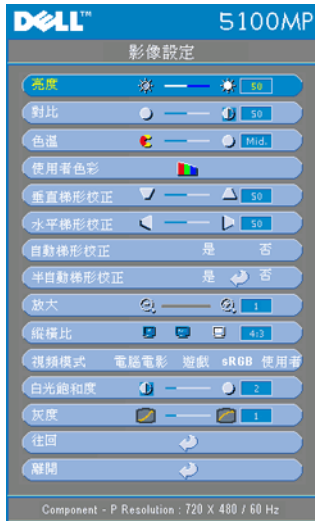 DELL™ 5100MP
影像設定
亮度 50
對比 50
色溫 Mid.
使用者色彩
垂直梯形校正 50
水平梯形校正 50
自動梯形校正 是 否
半自動梯形校正 是 否
放大 1
縱橫比 4:3
視頻模式 電腦電影 遊戲 sRGB 使用者
白光飽和度 2
灰度 1
往回
離開
Component - P Resolution : 720 X 480 / 60 Hz